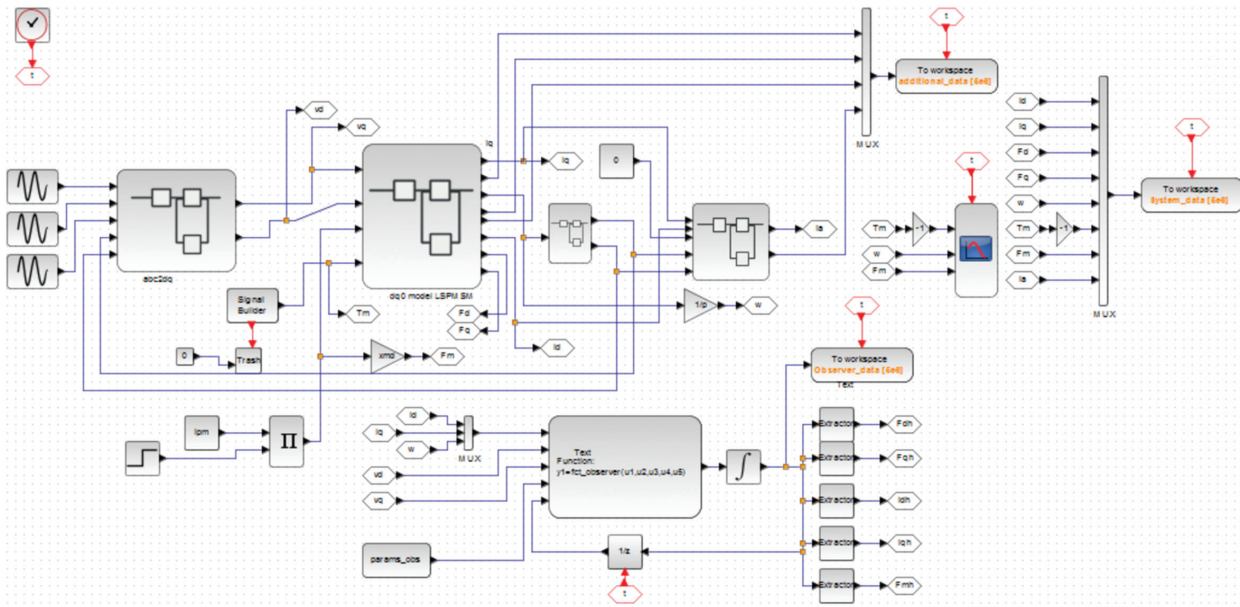 t
vd
vq
abc2dq
Signal
Builder
0
Trash
Ipm
Π
dq0 model LSPM SM
Tm
xmd
Fm
Iq
Iq
Fd
Fq
Id
0
1/p
w
Ia
MUX
t
To workspace
additional_data [5e6]
t
Tm
-1
w
Fm
Id
Iq
Fd
Fq
w
Tm
-1
Fm
Ia
MUX
t
To workspace
System_data [5e6]
t
To workspace
Observer_data [5e6]
Text
Id
Iq
w
MUX
vd
vq
params_obs
Text
Function:
y1=fct_observer(u1,u2,u3,u4,u5)
∫
1/z
t
Extractor
Fdh
Extractor
Fqh
Extractor
Idh
Extractor
Iqh
Extractor
Fmh